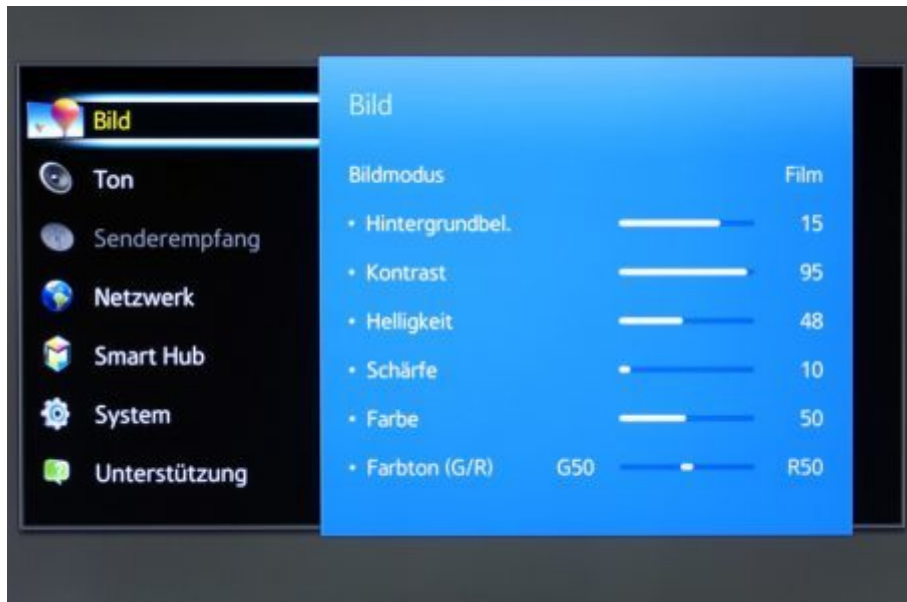 Bild
Ton
Senderempfang
Netzwerk
Smart Hub
System
Unterstützung
Bild
Bildmodus Film
• Hintergrundbel. 15
• Kontrast 95
• Helligkeit 48
• Schärfe 10
• Farbe 50
• Farbton (G/R) G50 R50